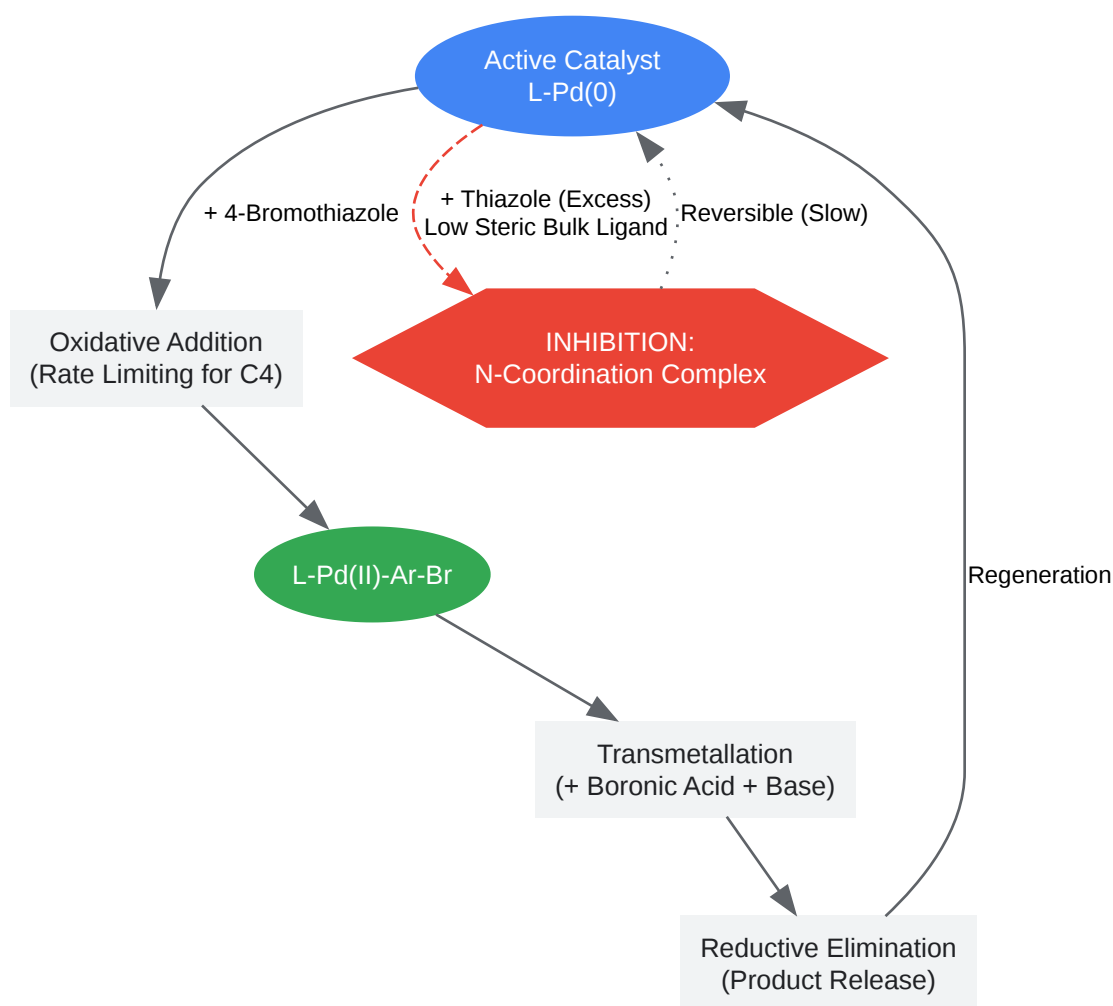 Active Catalyst
L-Pd(0)
+ 4-Bromothiazole
+ Thiazole (Excess)
Low Steric Bulk Ligand
Reversible (Slow)
Oxidative Addition
(Rate Limiting for C4)
INHIBITION:
N-Coordination Complex
L-Pd(II)-Ar-Br
Regeneration
Transmetallation
(+ Boronic Acid + Base)
Reductive Elimination
(Product Release)